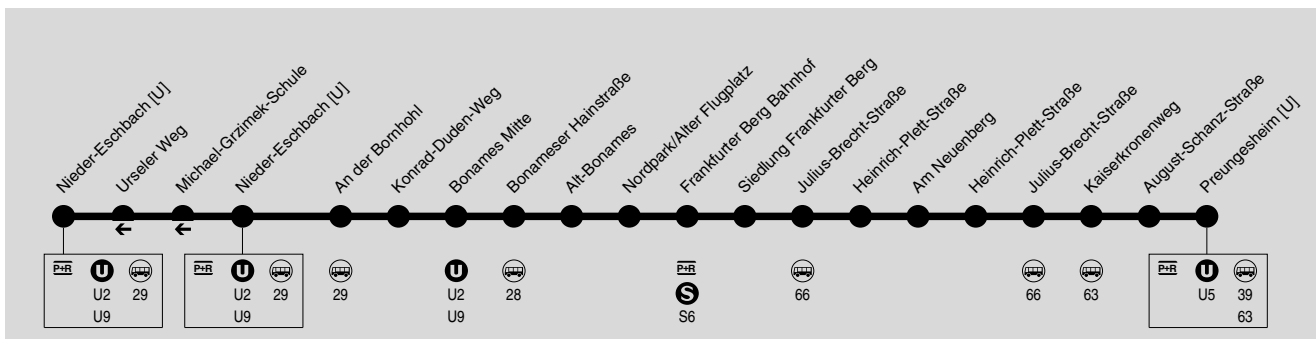 Nieder-Eschbach [U]
Urseler Weg
Michael-Grzimek-Schule
Nieder-Eschbach [U]
An der Bornhohl
Konrad-Duden-Weg
Bonames Mitte
Bonameser Hainstraße
Alt-Bonames
Nordpark/Alter Flugplatz
Frankfurter Berg Bahnhof
Siedlung Frankfurter Berg
Julius-Brecht-Straße
Heinrich-Plett-Straße
Am Neuenberg
Heinrich-Plett-Straße
Julius-Brecht-Straße
Kaiserkronenweg
August-Schanz-Straße
Preungesheim [U]
P+R U
U2 29
U9
P+R U
U2 29
U9
29
U
U2
U9
28
P+R
S
S6
66
66
63
P+R U
U5 39
63